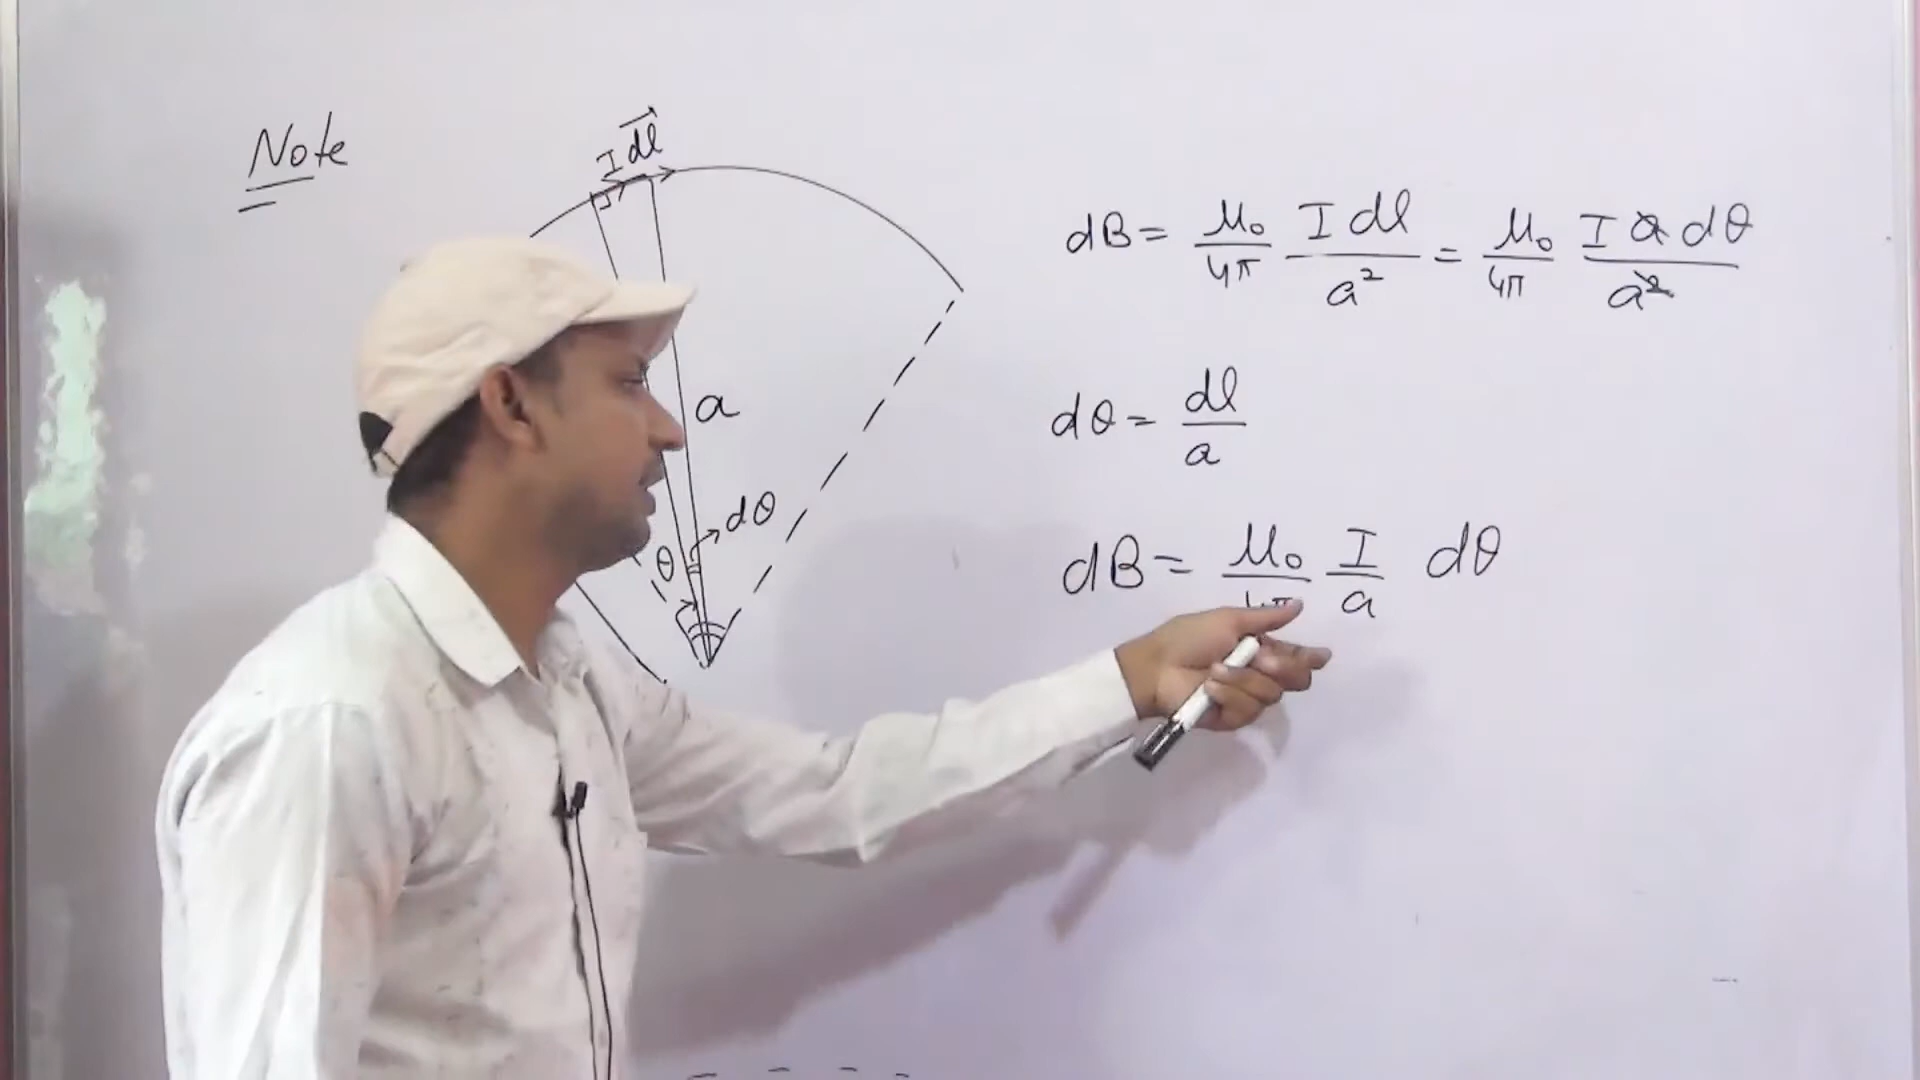 Note
I dl
a
dθ
θ
dB = μ₀/4π I dl/a² = μ₀/4π I a dθ/a²
dθ = dl/a
dB = μ₀/4π I/a dθ